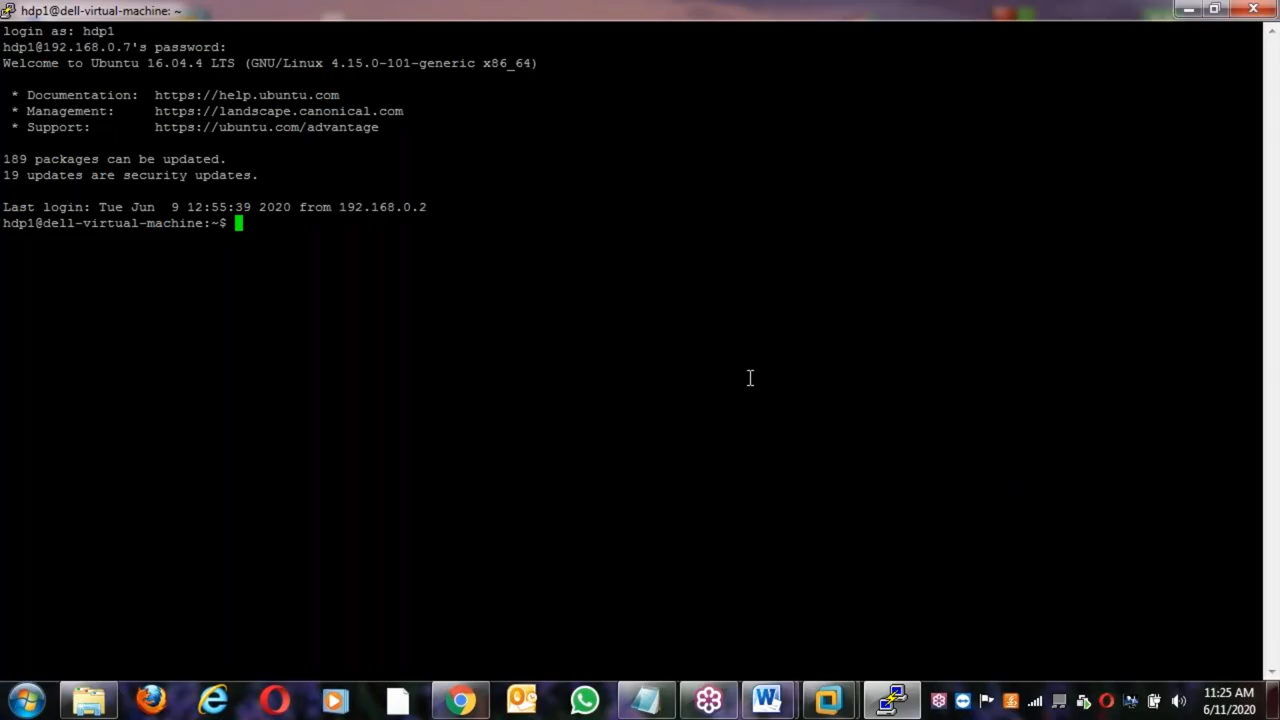 hdp1@dell-virtual-machine: ~
login as: hdp1
hdp1@192.168.0.7's password:
Welcome to Ubuntu 16.04.4 LTS (GNU/Linux 4.15.0-101-generic x86_64)
* Documentation:  https://help.ubuntu.com
* Management:     https://landscape.canonical.com
* Support:        https://ubuntu.com/advantage
189 packages can be updated.
19 updates are security updates.
Last login: Tue Jun  9 12:55:39 2020 from 192.168.0.2
hdp1@dell-virtual-machine:~$
11:25 AM
6/11/2020